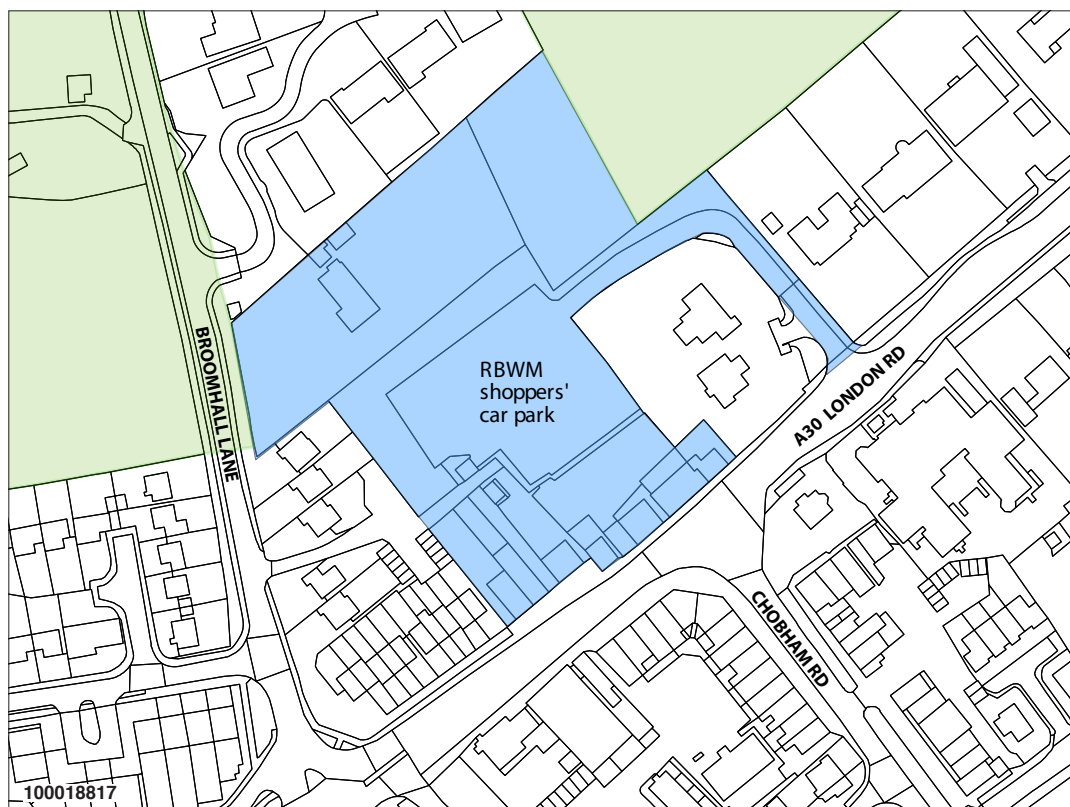 BROOMHALL LANE
RBWM
shoppers'
car park
A30 LONDON RD
CHOBHAM RD
100018817